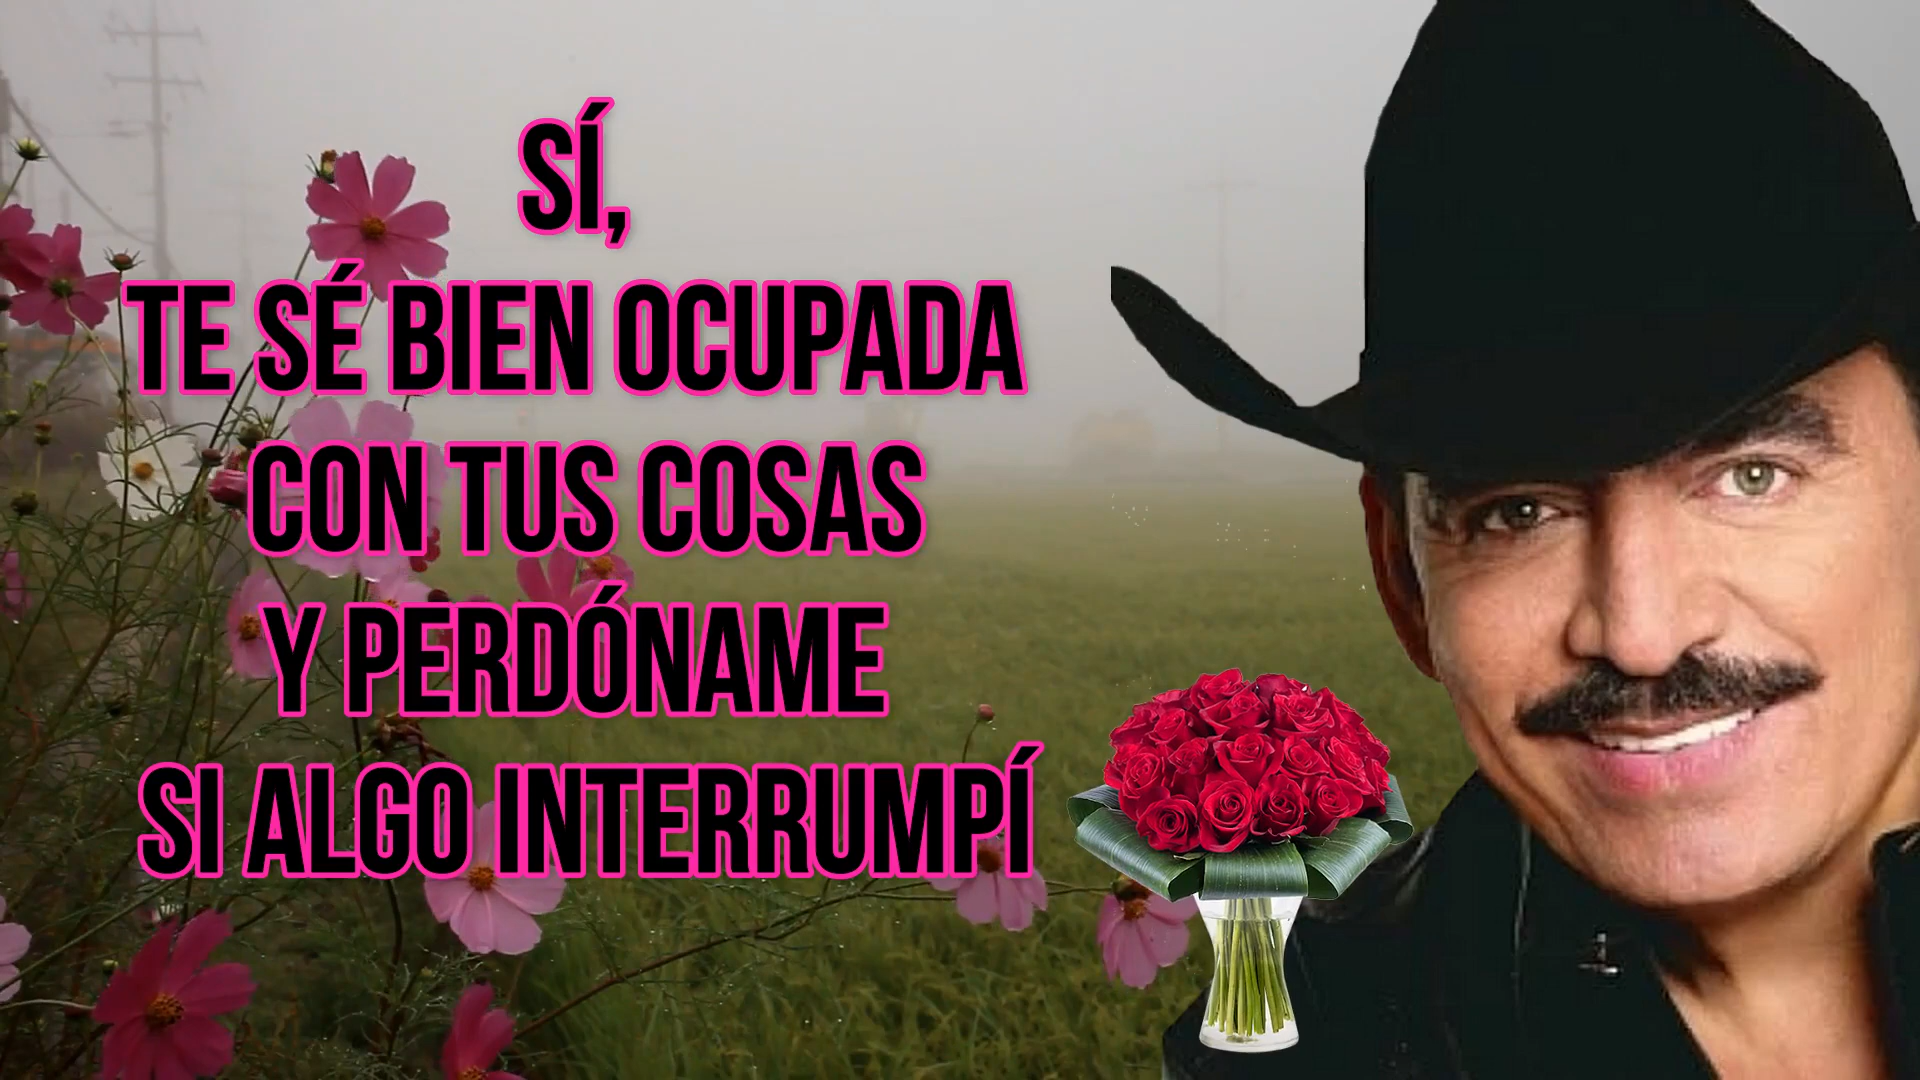 SÍ,
TE SÉ BIEN OCUPADA
CON TUS COSAS
Y PERDÓNAME
SI ALGO INTERRUMPÍ